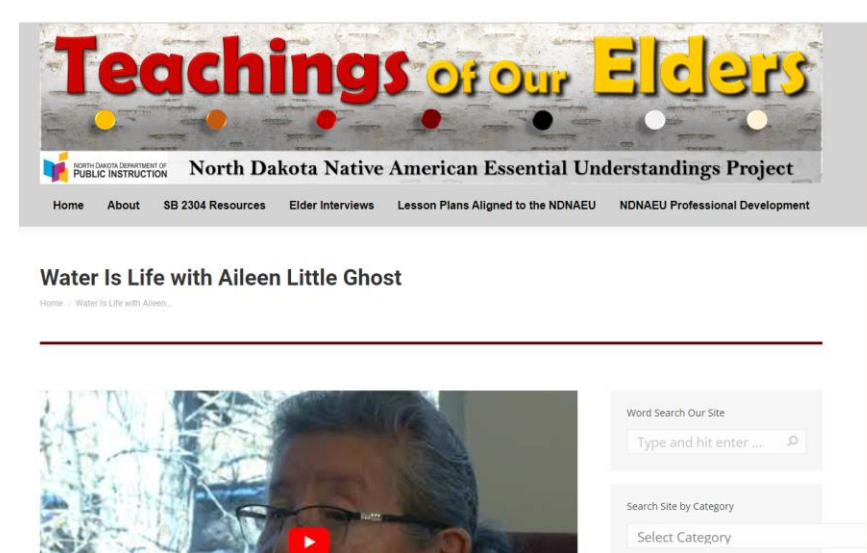 Teachings Of Our Elders
NORTH DAKOTA DEPARTMENT OF
PUBLIC INSTRUCTION
North Dakota Native American Essential Understandings Project
Home About SB 2304 Resources Elder Interviews Lesson Plans Aligned to the NDNAEU NDNAEU Professional Development
Water Is Life with Aileen Little Ghost
Home / Water Is Life with Aileen…
Word Search Our Site
Type and hit enter …
Search Site by Category
Select Category